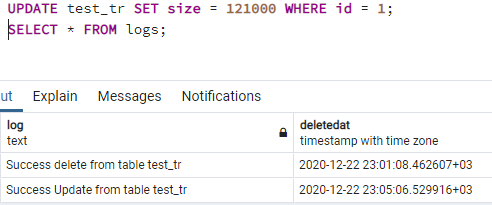 UPDATE test_tr SET size = 121000 WHERE id = 1;
SELECT * FROM logs;
ut Explain Messages Notifications
log deletedat
text timestamp with time zone
Success delete from table test_tr 2020-12-22 23:01:08.462607+03
Success Update from table test_tr 2020-12-22 23:05:06.529916+03